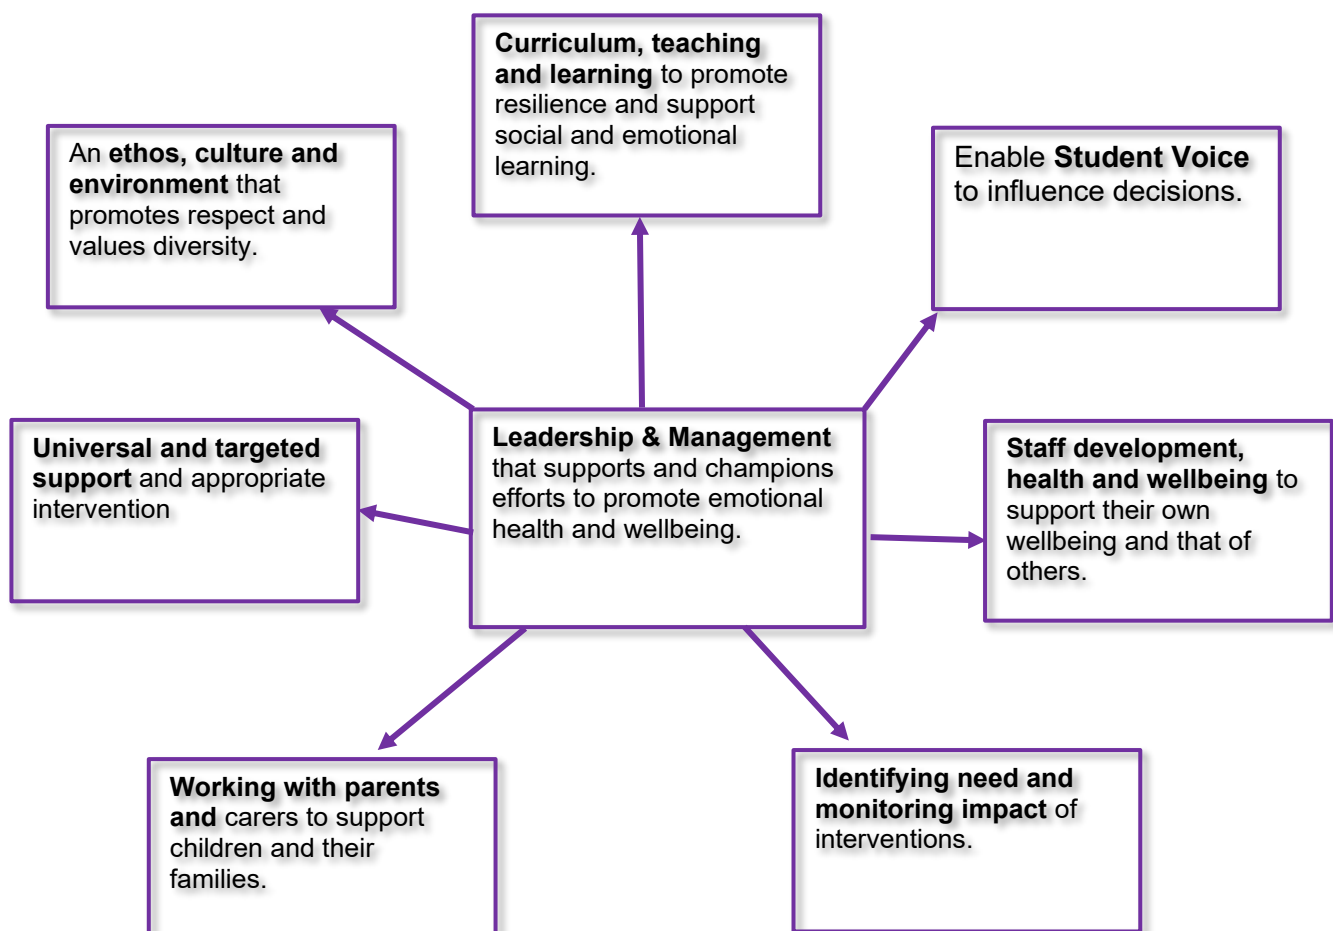 Curriculum, teaching
and learning to promote
resilience and support
social and emotional
learning.
An ethos, culture and
environment that
promotes respect and
values diversity.
Enable Student Voice
to influence decisions.
Universal and targeted
support and appropriate
intervention
Leadership & Management
that supports and champions
efforts to promote emotional
health and wellbeing.
Staff development,
health and wellbeing to
support their own
wellbeing and that of
others.
Working with parents
and carers to support
children and their
families.
Identifying need and
monitoring impact of
interventions.